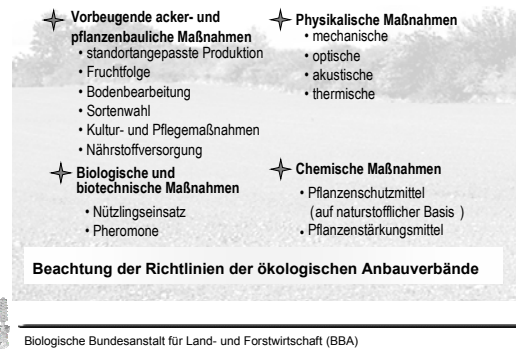 Vorbeugende acker- und
pflanzenbauliche Maßnahmen
• standortangepasste Produktion
• Fruchtfolge
• Bodenbearbeitung
• Sortenwahl
• Kultur- und Pflegemaßnahmen
• Nährstoffversorgung
Biologische und
biotechnische Maßnahmen
• Nützlingseinsatz
• Pheromone
Physikalische Maßnahmen
• mechanische
• optische
• akustische
• thermische
Chemische Maßnahmen
• Pflanzenschutzmittel
(auf naturstofflicher Basis )
• Pflanzenstärkungsmittel
Beachtung der Richtlinien der ökologischen Anbauverbände
Biologische Bundesanstalt für Land- und Forstwirtschaft (BBA)